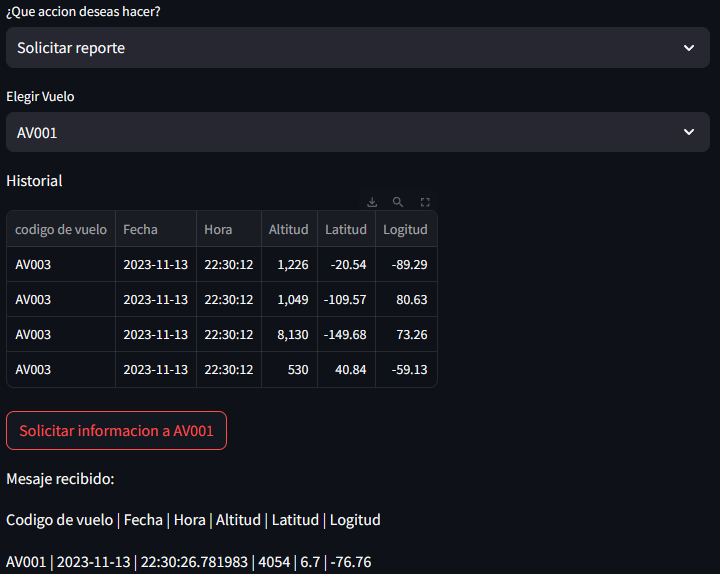 ¿Que accion deseas hacer?
Solicitar reporte
Elegir Vuelo
AV001
Historial
codigo de vuelo Fecha Hora Altitud Latitud Logitud
AV003 2023-11-13 22:30:12 1,226 -20.54 -89.29
AV003 2023-11-13 22:30:12 1,049 -109.57 80.63
AV003 2023-11-13 22:30:12 8,130 -149.68 73.26
AV003 2023-11-13 22:30:12 530 40.84 -59.13
Solicitar informacion a AV001
Mesaje recibido:
Codigo de vuelo | Fecha | Hora | Altitud | Latitud | Logitud
AV001 | 2023-11-13 | 22:30:26.781983 | 4054 | 6.7 | -76.76